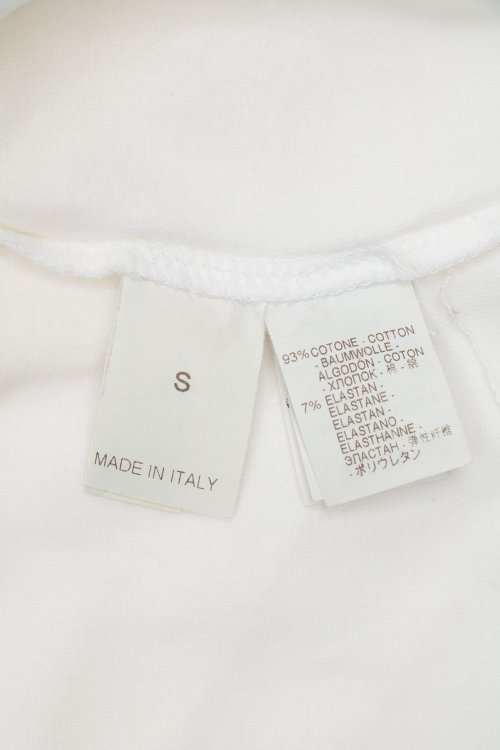 S
MADE IN ITALY
93% COTONE - COTTON
- BAUMWOLLE -
ALGODON - COTON
- ХЛОПОК - 棉 - 綿
7% ELASTAN -
ELASTANE -
ELASTAN -
ELASTANO -
ELASTHANNE -
ЭЛАСТАН - 弹性纤维
- ポリウレタン